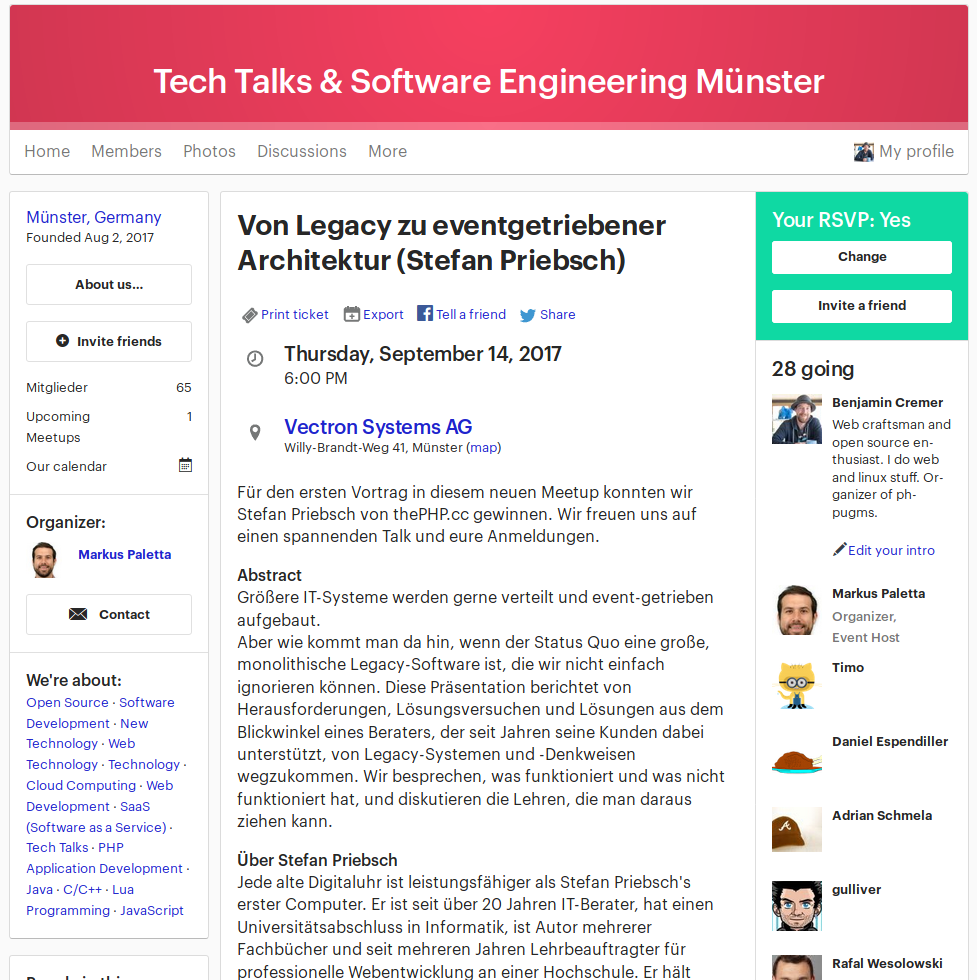 Tech Talks & Software Engineering Münster
Home Members Photos Discussions More My profile
Münster, Germany
Founded Aug 2, 2017
About us...
Invite friends
Mitglieder 65
Upcoming 1
Meetups
Our calendar
Organizer:
Markus Paletta
Contact
We're about:
Open Source · Software
Development · New
Technology · Web
Technology · Technology ·
Cloud Computing · Web
Development · SaaS
(Software as a Service) ·
Tech Talks · PHP
Application Development ·
Java · C/C++ · Lua
Programming · JavaScript
Von Legacy zu eventgetriebener
Architektur (Stefan Priebsch)
Print ticket Export Tell a friend Share
Thursday, September 14, 2017
6:00 PM
Vectron Systems AG
Willy-Brandt-Weg 41, Münster (map)
Für den ersten Vortrag in diesem neuen Meetup konnten wir
Stefan Priebsch von thePHP.cc gewinnen. Wir freuen uns auf
einen spannenden Talk und eure Anmeldungen.
Abstract
Größere IT-Systeme werden gerne verteilt und event-getrieben
aufgebaut.
Aber wie kommt man da hin, wenn der Status Quo eine große,
monolithische Legacy-Software ist, die wir nicht einfach
ignorieren können. Diese Präsentation berichtet von
Herausforderungen, Lösungsversuchen und Lösungen aus dem
Blickwinkel eines Beraters, der seit Jahren seine Kunden dabei
unterstützt, von Legacy-Systemen und -Denkweisen
wegzukommen. Wir besprechen, was funktioniert und was nicht
funktioniert hat, und diskutieren die Lehren, die man daraus
ziehen kann.
Über Stefan Priebsch
Jede alte Digitaluhr ist leistungsfähiger als Stefan Priebsch's
erster Computer. Er ist seit über 20 Jahren IT-Berater, hat einen
Universitätsabschluss in Informatik, ist Autor mehrerer
Fachbücher und seit mehreren Jahren Lehrbeauftragter für
professionelle Webentwicklung an einer Hochschule. Er hält
Your RSVP: Yes
Change
Invite a friend
28 going
Benjamin Cremer
Web craftsman and
open source en-
thusiast. I do web
and linux stuff. Or-
ganizer of ph-
pugms.
Edit your intro
Markus Paletta
Organizer,
Event Host
Timo
Daniel Espendiller
Adrian Schmela
gulliver
Rafal Wesolowski